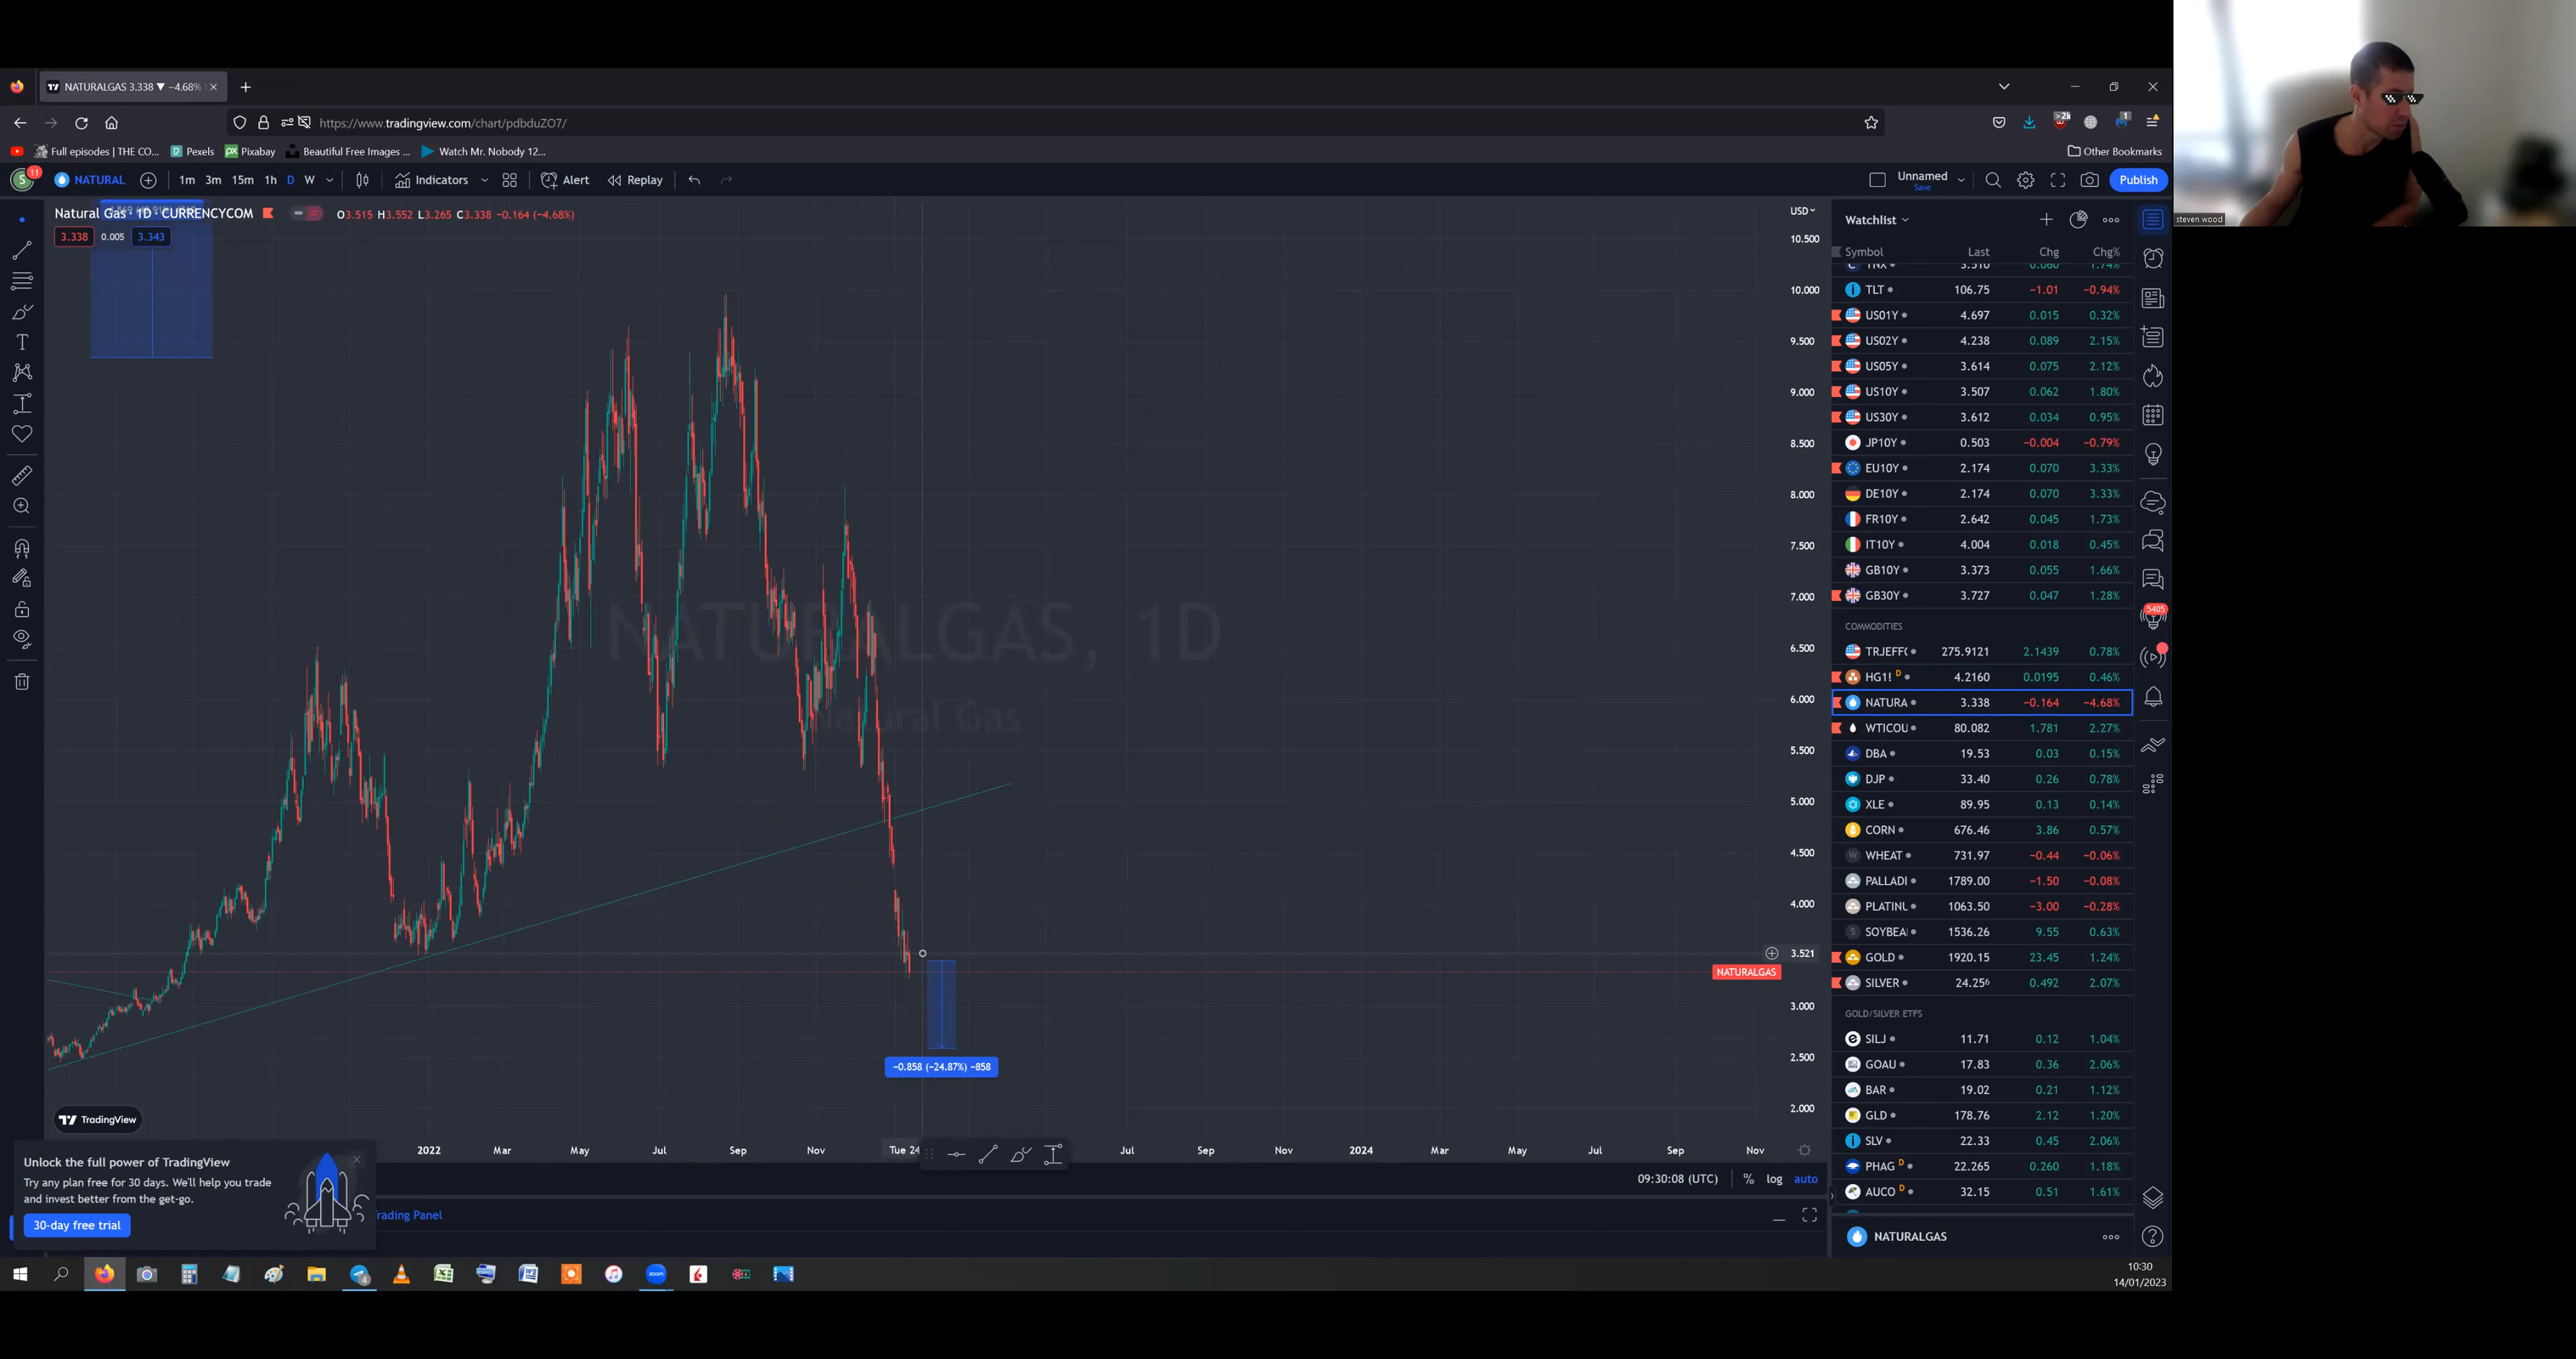 NATURALGAS 3.338 ▼ −4.68%
https://www.tradingview.com/chart/pdbduZO7/
>2k
1
Full episodes | THE CO...
Pexels
Pixabay
Beautiful Free Images ...
Watch Mr. Nobody 12...
Other Bookmarks
S 11 NATURAL 1m 3m 15m 1h D W Indicators Alert Replay
Unnamed
Save
Publish
Natural Gas · 1D · CURRENCYCOM O3.515 H3.552 L3.265 C3.338 −0.164 (−4.68%)
3.338 0.005 3.343
steven wood
USD
10.500
10.000
9.500
9.000
8.500
8.000
7.500
7.000
6.500
6.000
5.500
5.000
4.500
4.000
3.521
NATURALGAS
3.000
2.500
2.000
NATURALGAS, 1D
Natural Gas
−0.858 (−24.87%) −858
TradingView
2022 Mar May Jul Sep Nov Tue 24 Jul Sep Nov 2024 Mar May Jul Sep Nov
Unlock the full power of TradingView
Try any plan free for 30 days. We'll help you trade
and invest better from the get-go.
30-day free trial
09:30:08 (UTC) % log auto
Trading Panel
Watchlist
Symbol Last Chg Chg%
TNX 3.510 0.060 1.74%
TLT 106.75 −1.01 −0.94%
US01Y 4.697 0.015 0.32%
US02Y 4.238 0.089 2.15%
US05Y 3.614 0.075 2.12%
US10Y 3.507 0.062 1.80%
US30Y 3.612 0.034 0.95%
JP10Y 0.503 −0.004 −0.79%
EU10Y 2.174 0.070 3.33%
DE10Y 2.174 0.070 3.33%
FR10Y 2.642 0.045 1.73%
IT10Y 4.004 0.018 0.45%
GB10Y 3.373 0.055 1.66%
GB30Y 3.727 0.047 1.28%
COMMODITIES
TRJEFF 275.9121 2.1439 0.78%
HG1! D 4.2160 0.0195 0.46%
NATURA 3.338 −0.164 −4.68%
WTICOU 80.082 1.781 2.27%
DBA 19.53 0.03 0.15%
DJP 33.40 0.26 0.78%
XLE 89.95 0.13 0.14%
CORN 676.46 3.86 0.57%
WHEAT 731.97 −0.44 −0.06%
PALLADI 1789.00 −1.50 −0.08%
PLATINU 1063.50 −3.00 −0.28%
SOYBEA 1536.26 9.55 0.63%
GOLD 1920.15 23.45 1.24%
SILVER 24.25⁶ 0.492 2.07%
GOLD/SILVER ETFS
SILJ 11.71 0.12 1.04%
GOAU 17.83 0.36 2.06%
BAR 19.02 0.21 1.12%
GLD 178.76 2.12 1.20%
SLV 22.33 0.45 2.06%
PHAG D 22.265 0.260 1.18%
AUCO D 32.15 0.51 1.61%
NATURALGAS
5405
zoom
10:30
14/01/2023